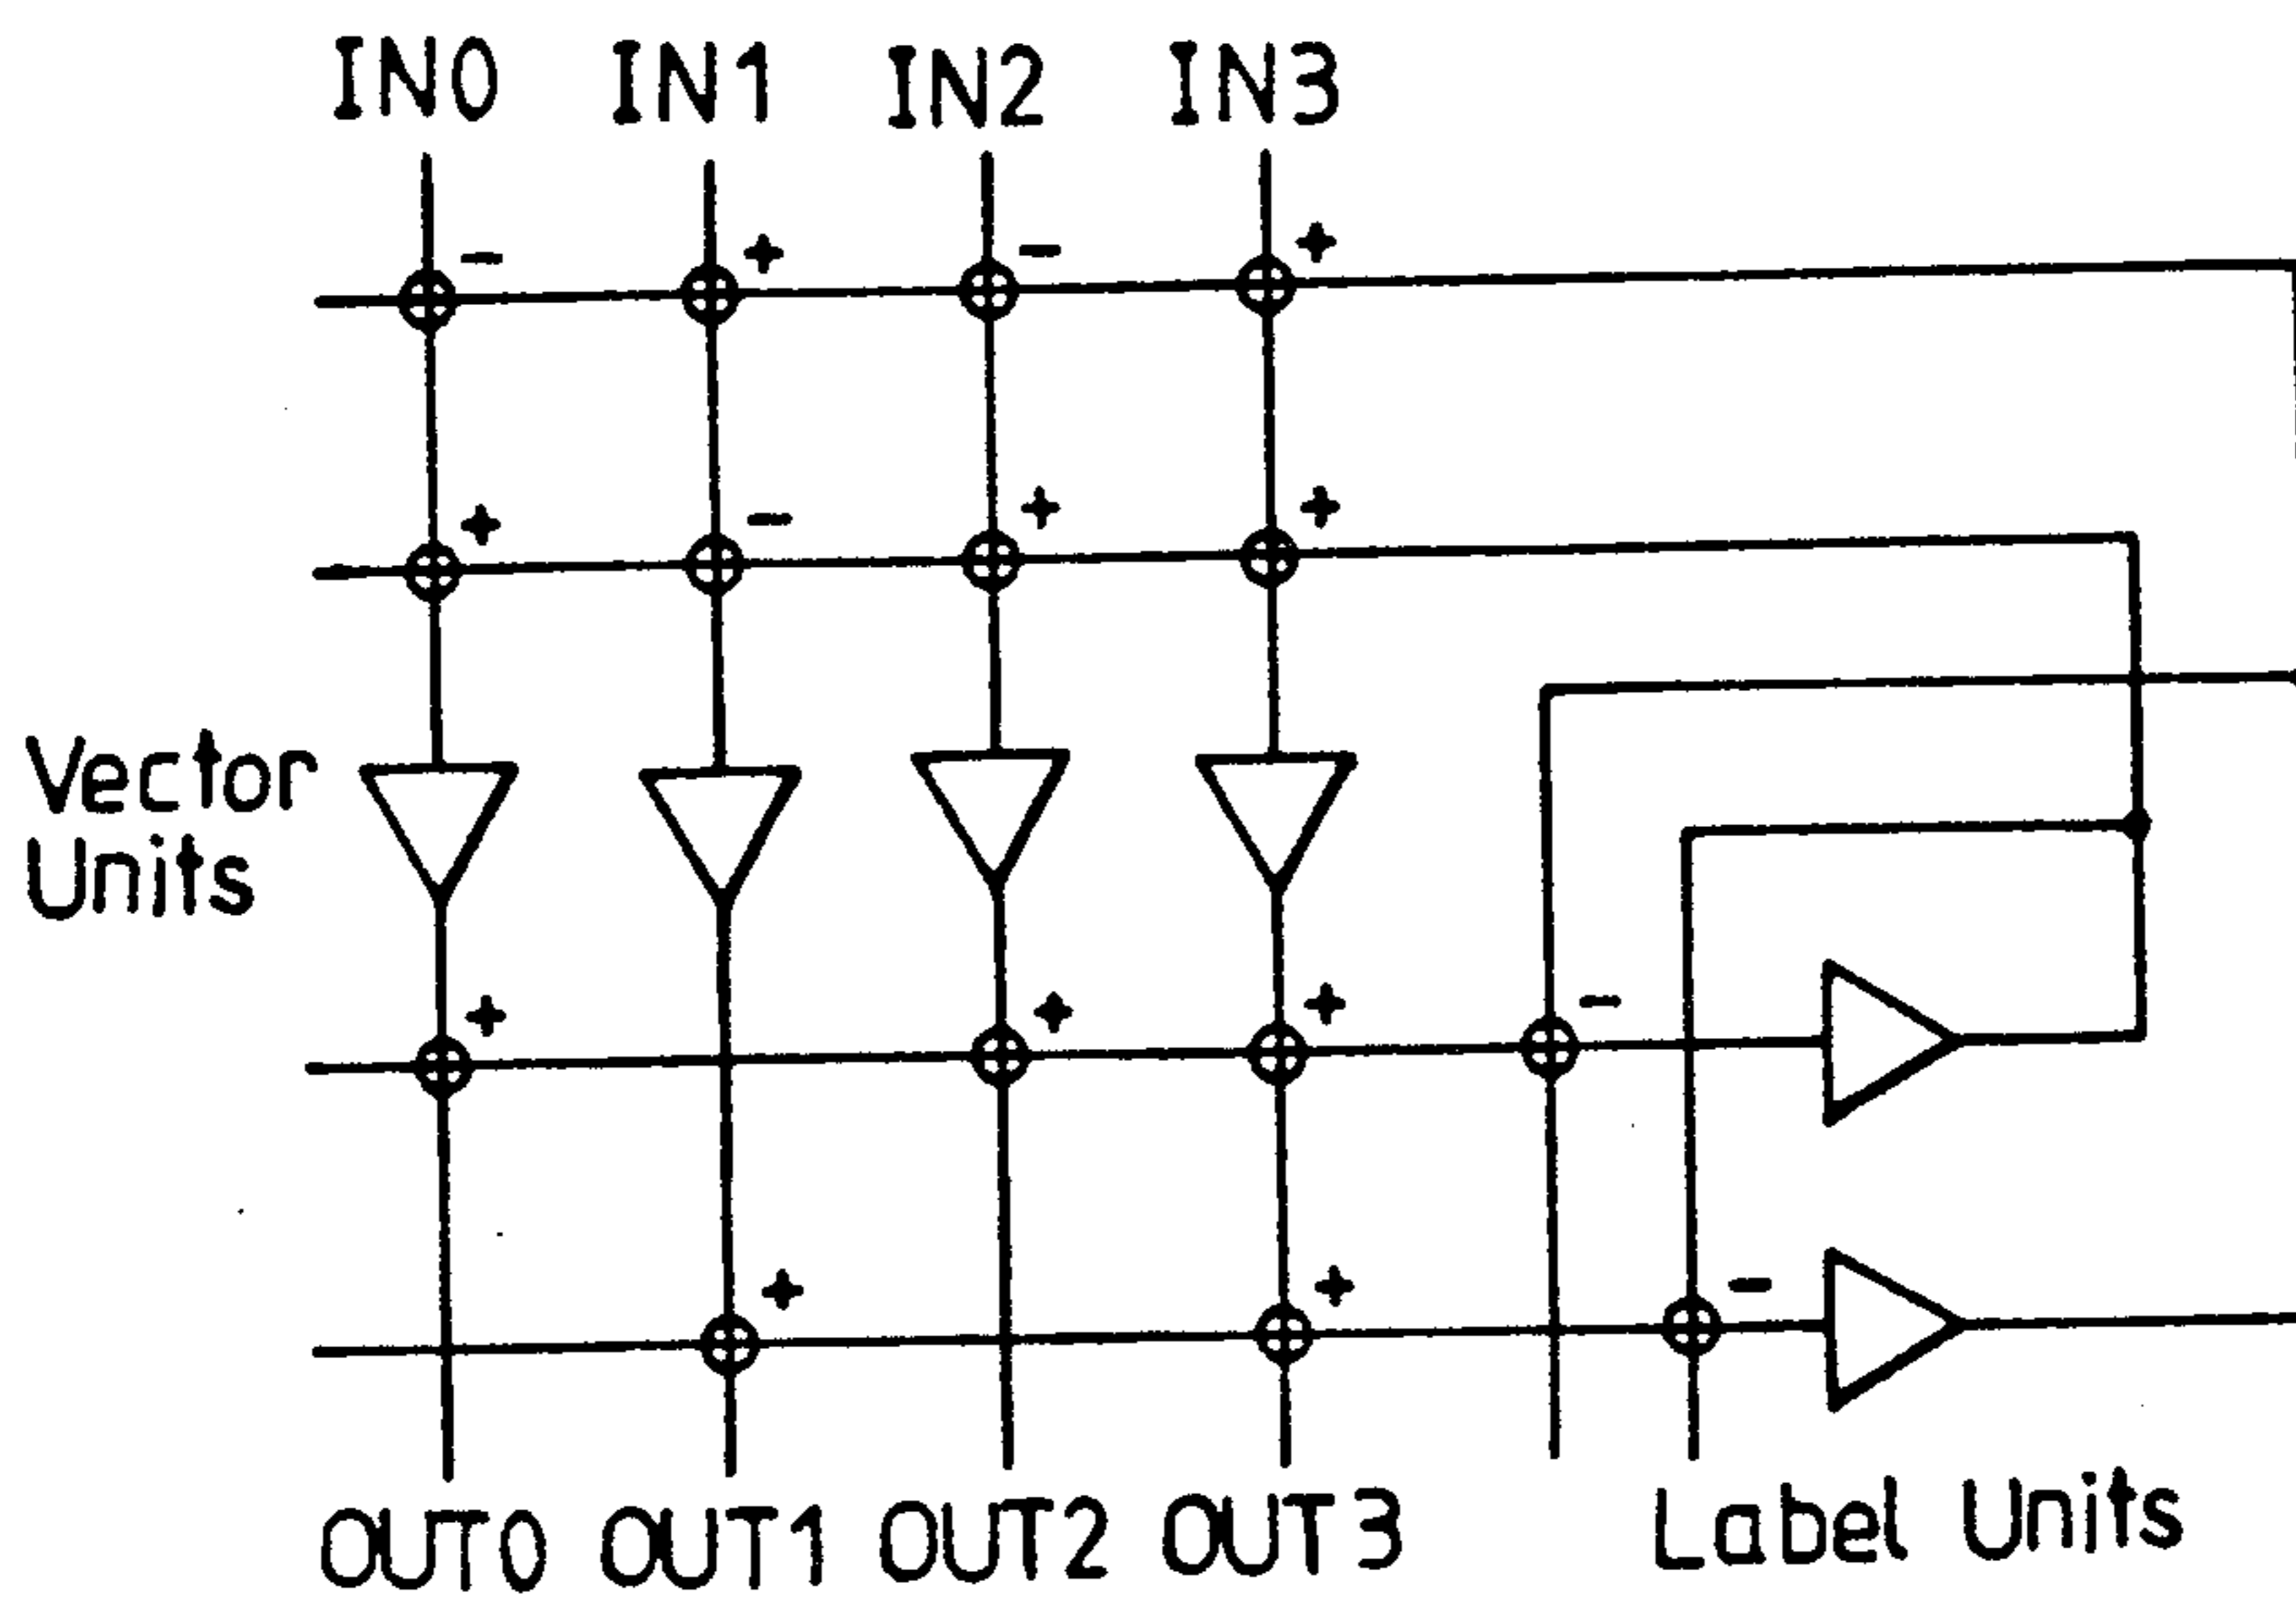 IN0 IN1 IN2 IN3
- + - +
+ - + +
Vector
Units
+ + + -
+ + -
OUT0 OUT1 OUT2 OUT3
Label Units